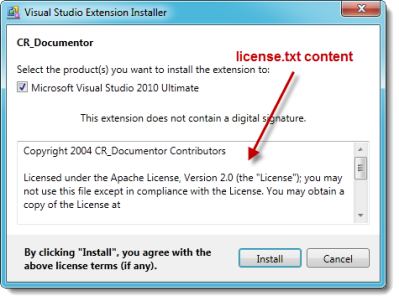 Visual Studio Extension Installer
CR_Documentor
license.txt content
Select the product(s) you want to install the extension to:
Microsoft Visual Studio 2010 Ultimate
This extension does not contain a digital signature.
Copyright 2004 CR_Documentor Contributors
Licensed under the Apache License, Version 2.0 (the "License"); you may
not use this file except in compliance with the License. You may obtain a
copy of the License at
By clicking "Install", you agree with the
above license terms (if any).
Install
Cancel